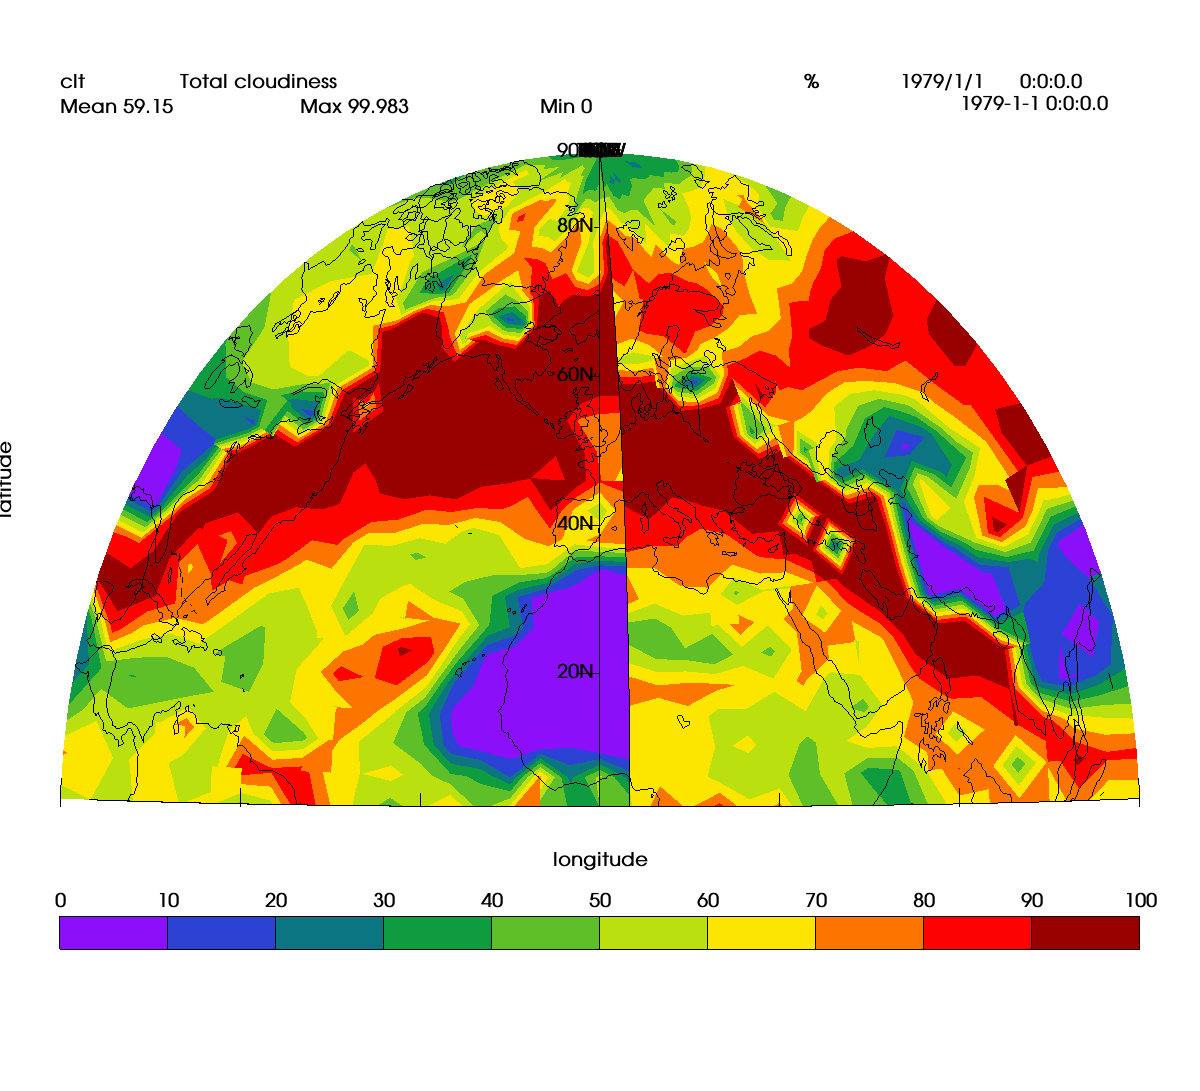 clt Total cloudiness % 1979/1/1 0:0:0.0
Mean 59.15 Max 99.983 Min 0 1979-1-1 0:0:0.0
80N
60N
40N
20N
latitude
longitude
0 10 20 30 40 50 60 70 80 90 100